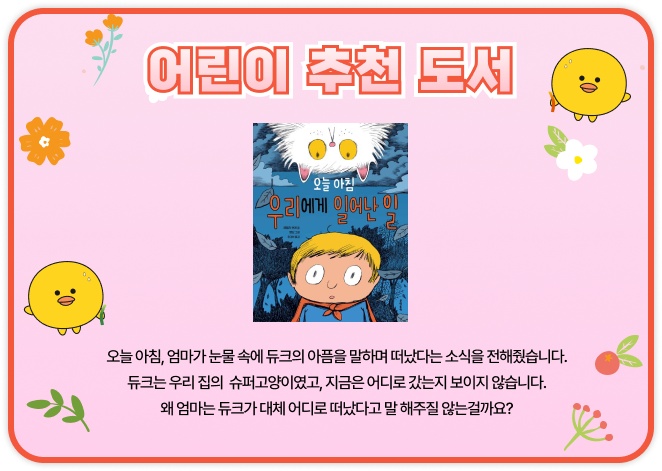 어린이 추천 도서
오늘 아침
우리에게 일어난 일
오늘 아침, 엄마가 눈물 속에 듀크의 아픔을 말하며 떠났다는 소식을 전해줬습니다.
듀크는 우리 집의 슈퍼고양이였고, 지금은 어디로 갔는지 보이지 않습니다.
왜 엄마는 듀크가 대체 어디로 떠났다고 말 해주질 않는걸까요?